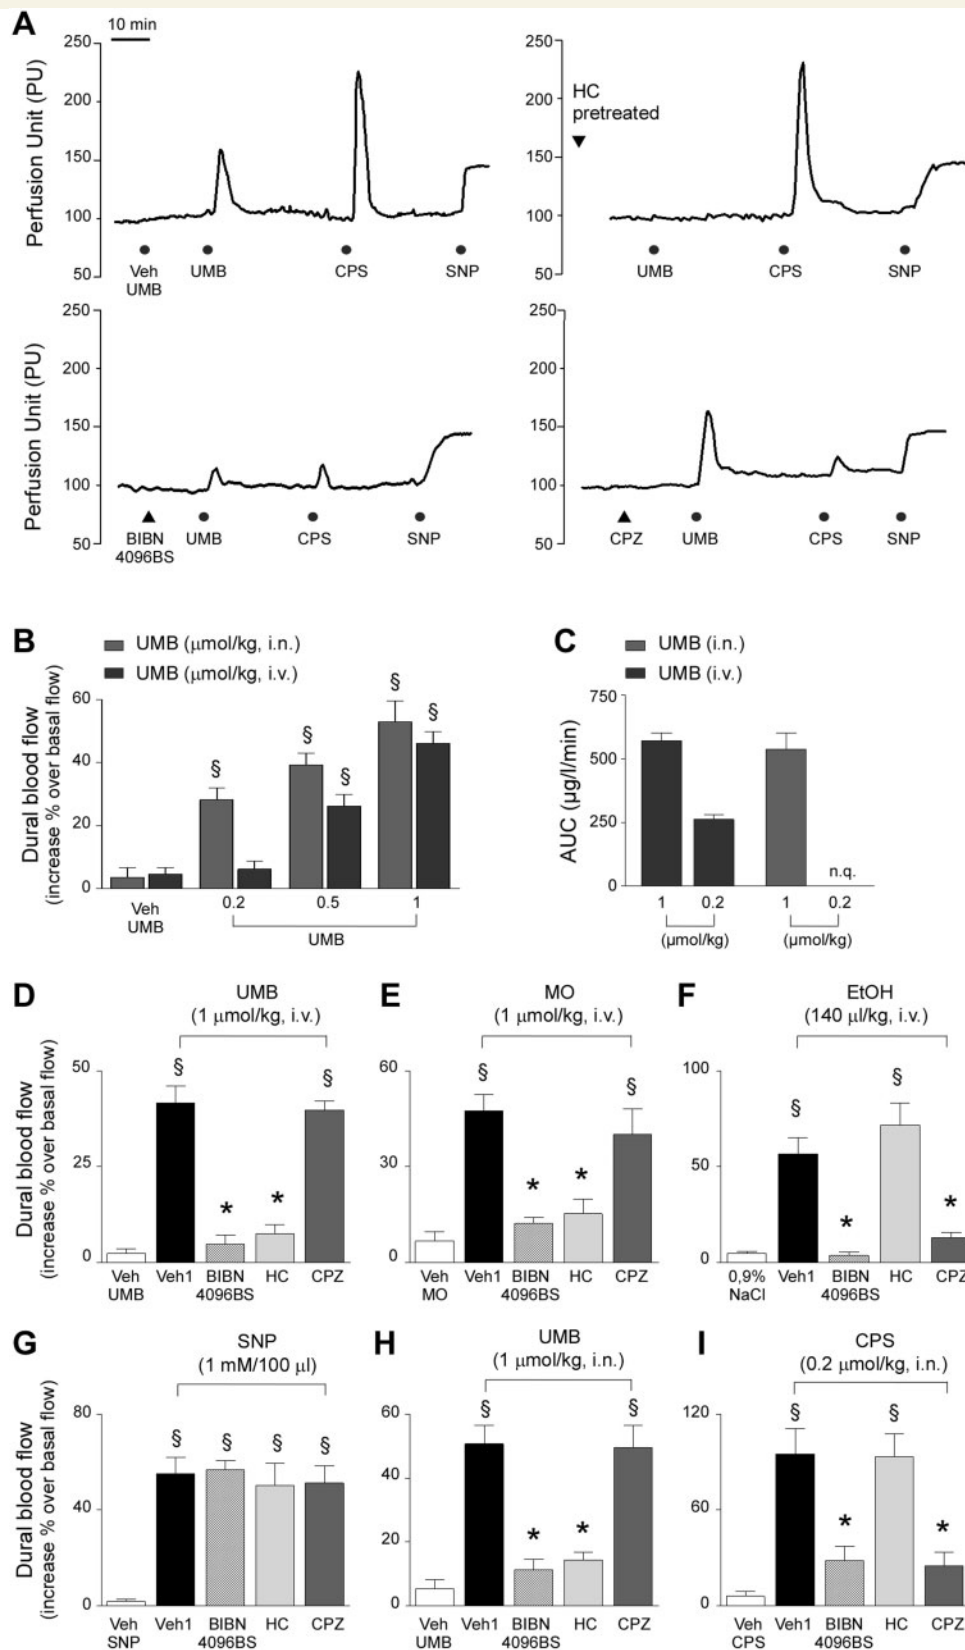 A
10 min
Perfusion Unit (PU)
250
200
150
100
50
Veh
UMB
UMB
CPS
SNP
250
200
150
100
50
HC
pretreated
UMB
CPS
SNP
Perfusion Unit (PU)
250
200
150
100
50
BIBN
4096BS
UMB
CPS
SNP
250
200
150
100
50
CPZ
UMB
CPS
SNP
B
UMB (μmol/kg, i.n.)
UMB (μmol/kg, i.v.)
Dural blood flow
(increase % over basal flow)
60
40
20
0
§
§
§
§
§
Veh
UMB
0.2
0.5
1
UMB
C
UMB (i.n.)
UMB (i.v.)
AUC (μg/l/min)
750
500
250
0
n.q.
1
0.2
1
0.2
(μmol/kg)
(μmol/kg)
D
UMB
(1 μmol/kg, i.v.)
Dural blood flow
(increase % over basal flow)
50
25
0
§
*
*
§
Veh
UMB
Veh1
BIBN
4096BS
HC
CPZ
E
MO
(1 μmol/kg, i.v.)
60
30
0
§
*
*
§
Veh
MO
Veh1
BIBN
4096BS
HC
CPZ
F
EtOH
(140 μl/kg, i.v.)
100
50
0
§
*
§
*
0,9%
NaCl
Veh1
BIBN
4096BS
HC
CPZ
G
SNP
(1 mM/100 μl)
Dural blood flow
(increase % over basal flow)
80
40
0
§
§
§
§
Veh
SNP
Veh1
BIBN
4096BS
HC
CPZ
H
UMB
(1 μmol/kg, i.n.)
60
40
20
0
§
*
*
§
Veh
UMB
Veh1
BIBN
4096BS
HC
CPZ
I
CPS
(0.2 μmol/kg, i.n.)
120
60
0
§
*
§
*
Veh
CPS
Veh1
BIBN
4096BS
HC
CPZ